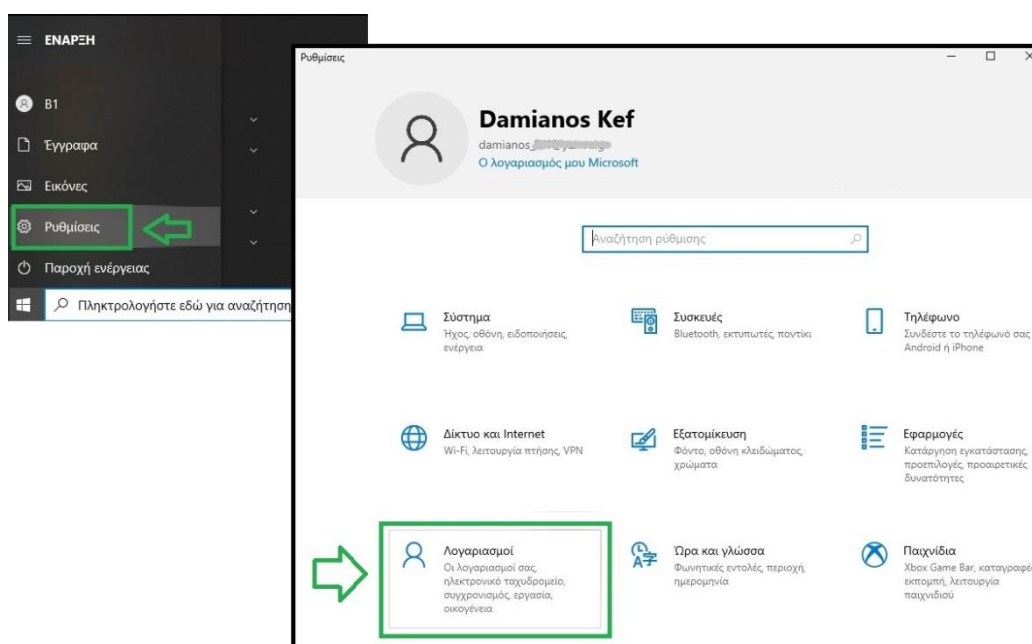 ΕΝΑΡΞΗ
B1
Έγγραφα
Εικόνες
Ρυθμίσεις
Παροχή ενέργειας
Πληκτρολογήστε εδώ για αναζήτηση
Ρυθμίσεις
Damianos Kef
damianos_
Ο λογαριασμός μου Microsoft
Αναζήτηση ρύθμισης
Σύστημα
Ήχος, οθόνη, ειδοποιήσεις,
ενέργεια
Συσκευές
Bluetooth, εκτυπωτές, ποντίκι
Τηλέφωνο
Συνδέστε το τηλέφωνό σας
Android ή iPhone
Δίκτυο και Internet
Wi-Fi, λειτουργία πτήσης, VPN
Εξατομίκευση
Φόντο, οθόνη κλειδώματος,
χρώματα
Εφαρμογές
Κατάργηση εγκατάστασης,
προεπιλογές, προαιρετικές
δυνατότητες
Λογαριασμοί
Οι λογαριασμοί σας,
ηλεκτρονικό ταχυδρομείο,
συγχρονισμός, εργασία,
οικογένεια
Ώρα και γλώσσα
Φωνητικές εντολές, περιοχή,
ημερομηνία
Παιχνίδια
Xbox Game Bar, καταγραφέ
εκπομπή, λειτουργία
παιχνιδιού